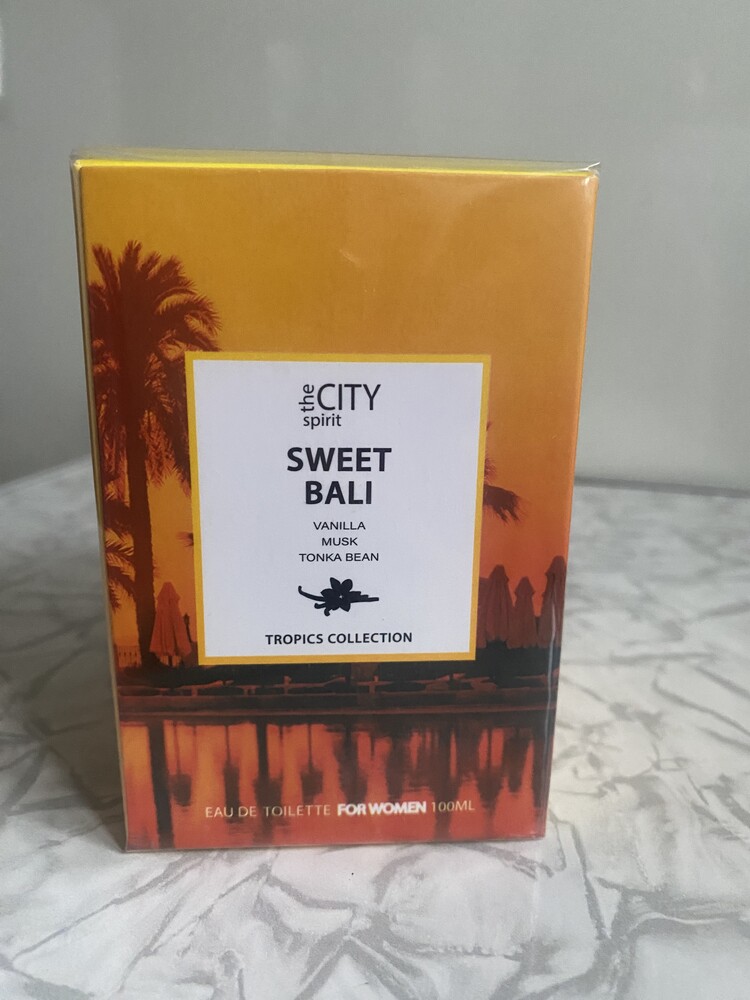 the CITY
spirit
SWEET
BALI
VANILLA
MUSK
TONKA BEAN
TROPICS COLLECTION
EAU DE TOILETTE FOR WOMEN 100ML